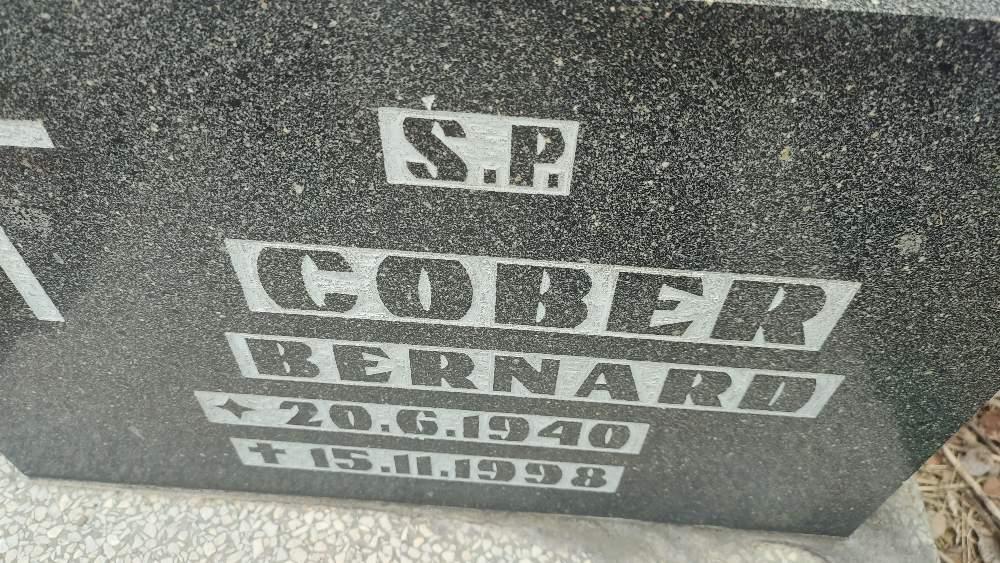 Ś.P.
COBER
BERNARD
✦ 20.6.1940
✝ 15.11.1998